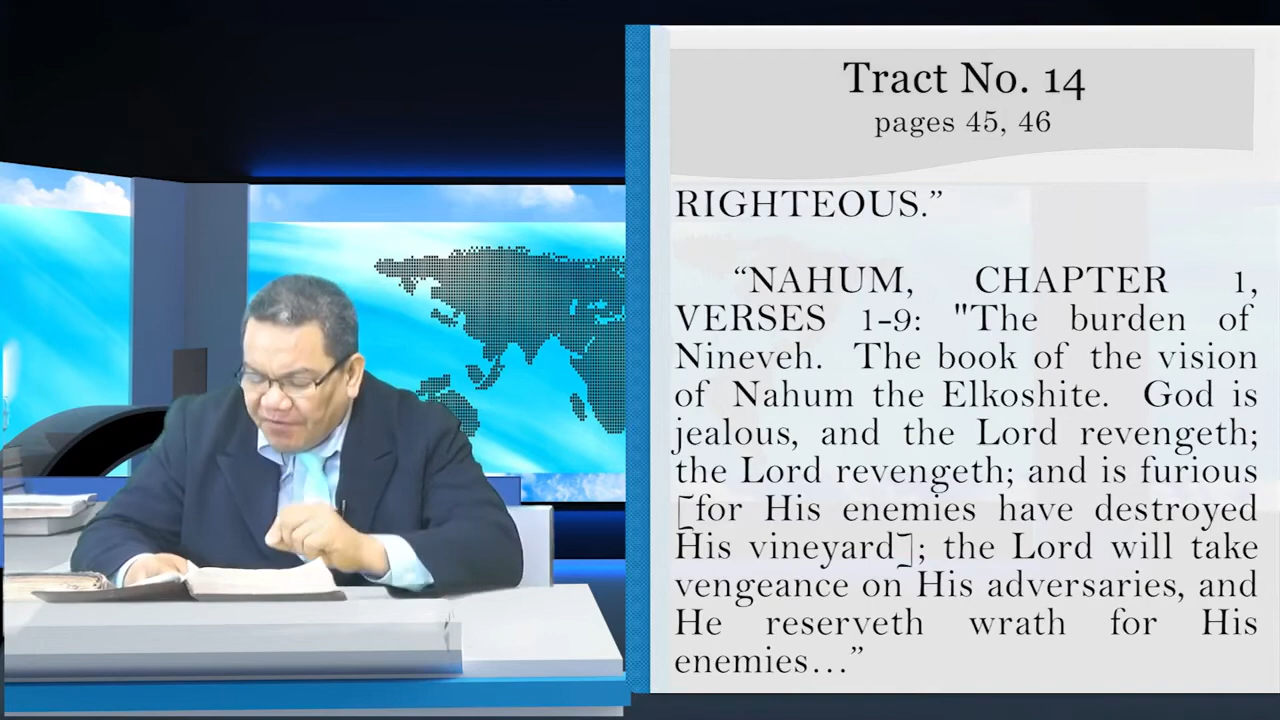 Tract No. 14
pages 45, 46
RIGHTEOUS.”
“NAHUM, CHAPTER 1,
VERSES 1-9: "The burden of
Nineveh. The book of the vision
of Nahum the Elkoshite. God is
jealous, and the Lord revengeth;
the Lord revengeth; and is furious
[for His enemies have destroyed
His vineyard]; the Lord will take
vengeance on His adversaries, and
He reserveth wrath for His
enemies…”